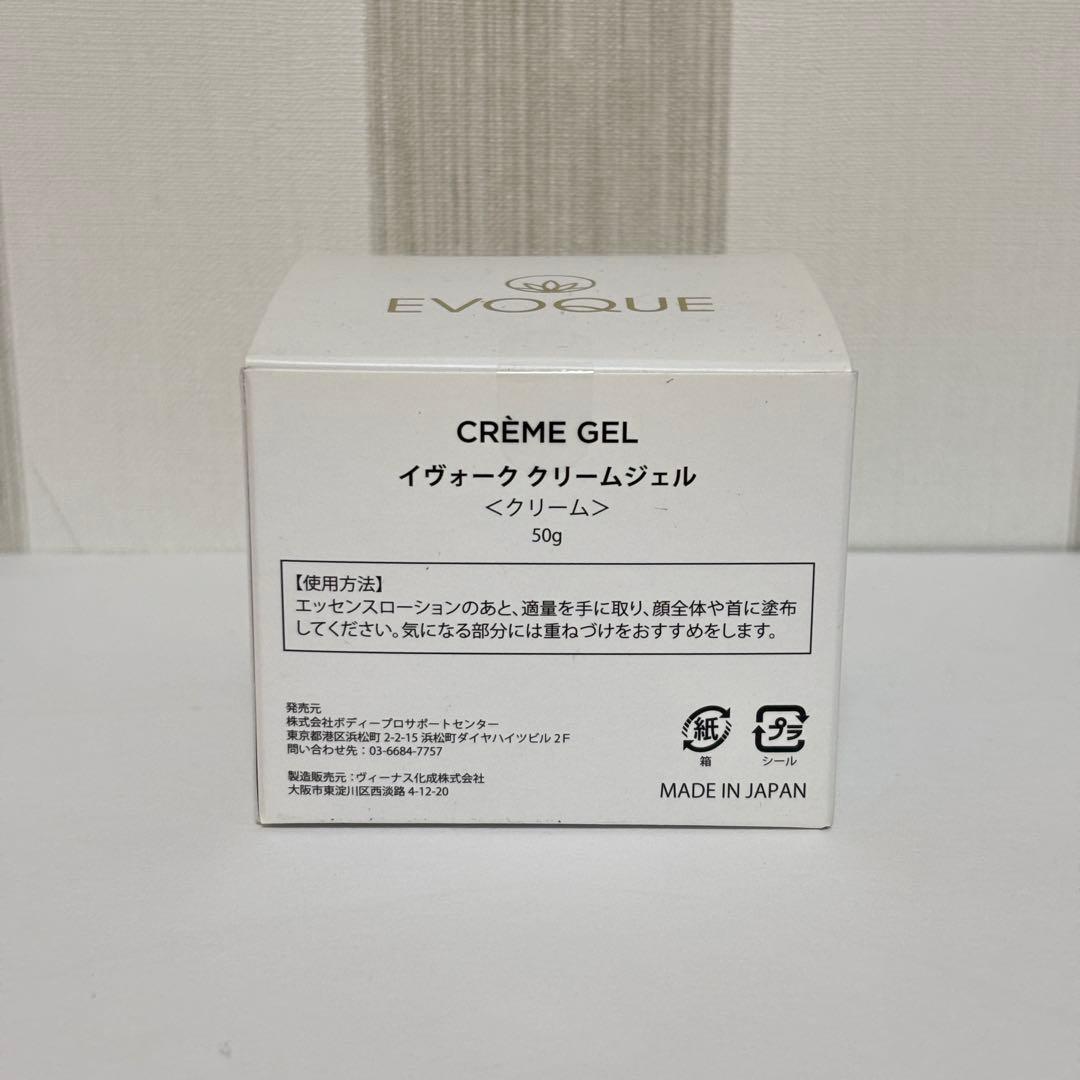 EVOQUE
CRÈME GEL
イヴォーク クリームジェル
＜クリーム＞
50g
【使用方法】
エッセンスローションのあと、適量を手に取り、顔全体や首に塗布
してください。気になる部分には重ねづけをおすすめをします。
発売元
株式会社ボディープロサポートセンター
東京都港区浜松町 2-2-15 浜松町ダイヤハイツビル 2F
問い合わせ先：03-6684-7757
製造販売元：ヴィーナス化成株式会社
大阪市東淀川区西淡路 4-12-20
紙
箱
プラ
シール
MADE IN JAPAN